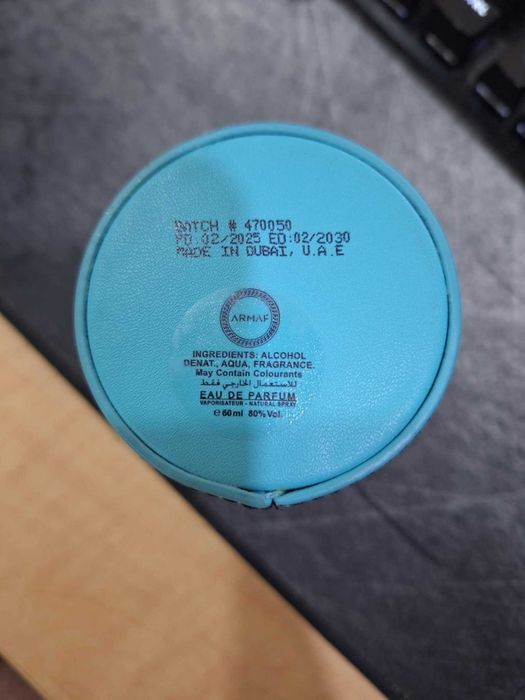 BATCH # 470050
PD:02/2025 ED:02/2030
MADE IN DUBAI, U.A.E
ARMAF
INGREDIENTS: ALCOHOL
DENAT., AQUA, FRAGRANCE.
May Contain Colourants
للاستعمال الخارجي فقط
EAU DE PARFUM
VAPORISATEUR - NATURAL SPRAY
℮ 60ml 80% Vol.